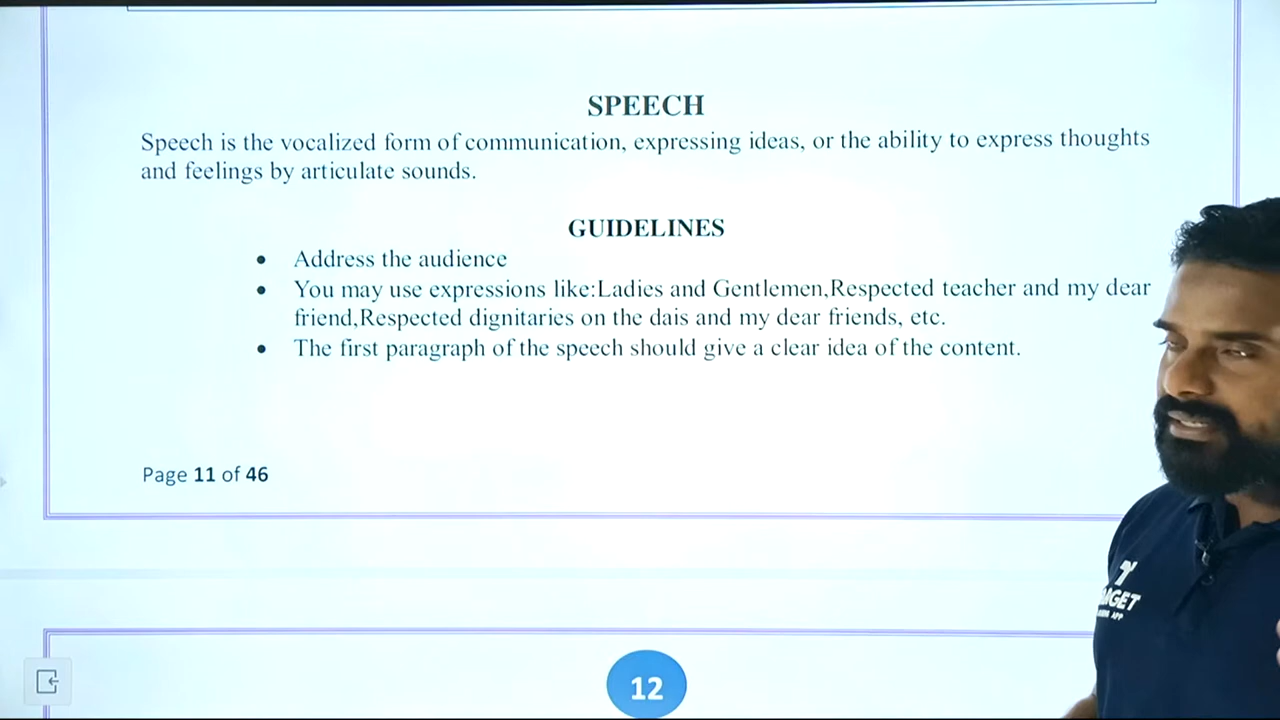 SPEECH
Speech is the vocalized form of communication, expressing ideas, or the ability to express thoughts
and feelings by articulate sounds.
GUIDELINES
• Address the audience
• You may use expressions like:Ladies and Gentlemen,Respected teacher and my dear
friend,Respected dignitaries on the dais and my dear friends, etc.
• The first paragraph of the speech should give a clear idea of the content.
Page 11 of 46
12